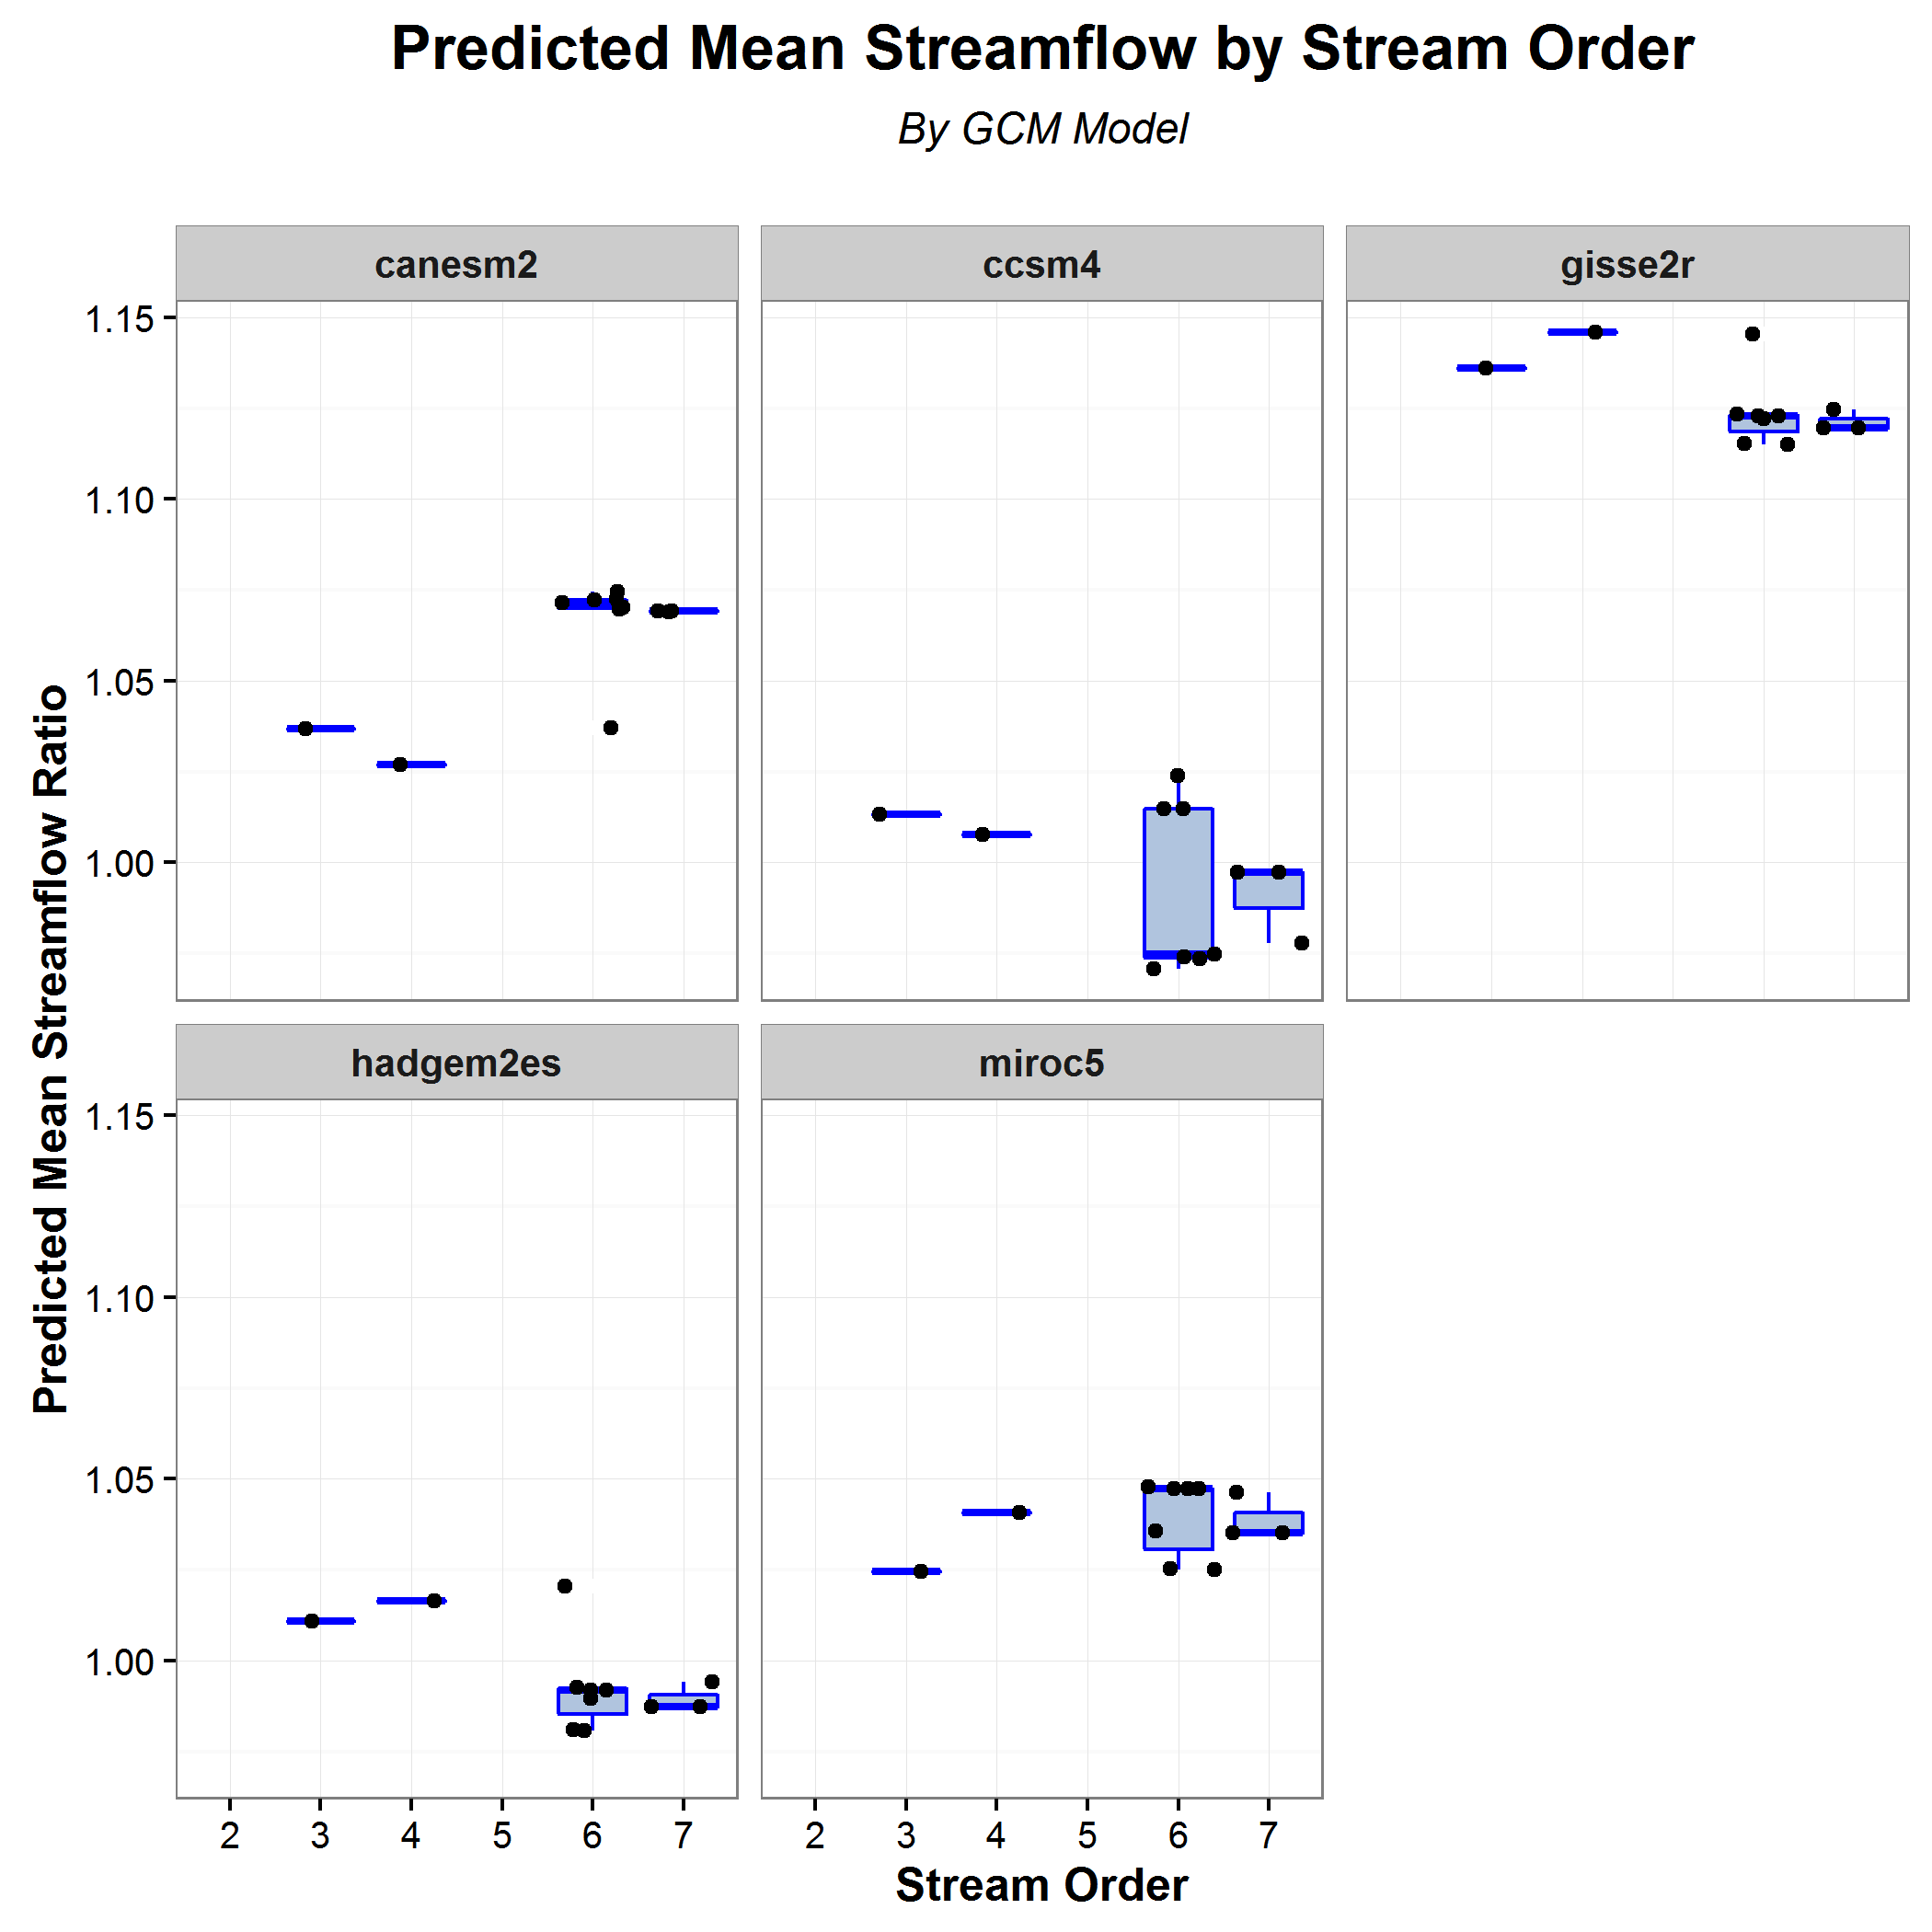 Predicted Mean Streamflow by Stream Order
By GCM Model
canesm2
ccsm4
gisse2r
1.15
1.10
1.05
1.00
Predicted Mean Streamflow Ratio
hadgem2es
miroc5
1.15
1.10
1.05
1.00
2 3 4 5 6 7
2 3 4 5 6 7
Stream Order